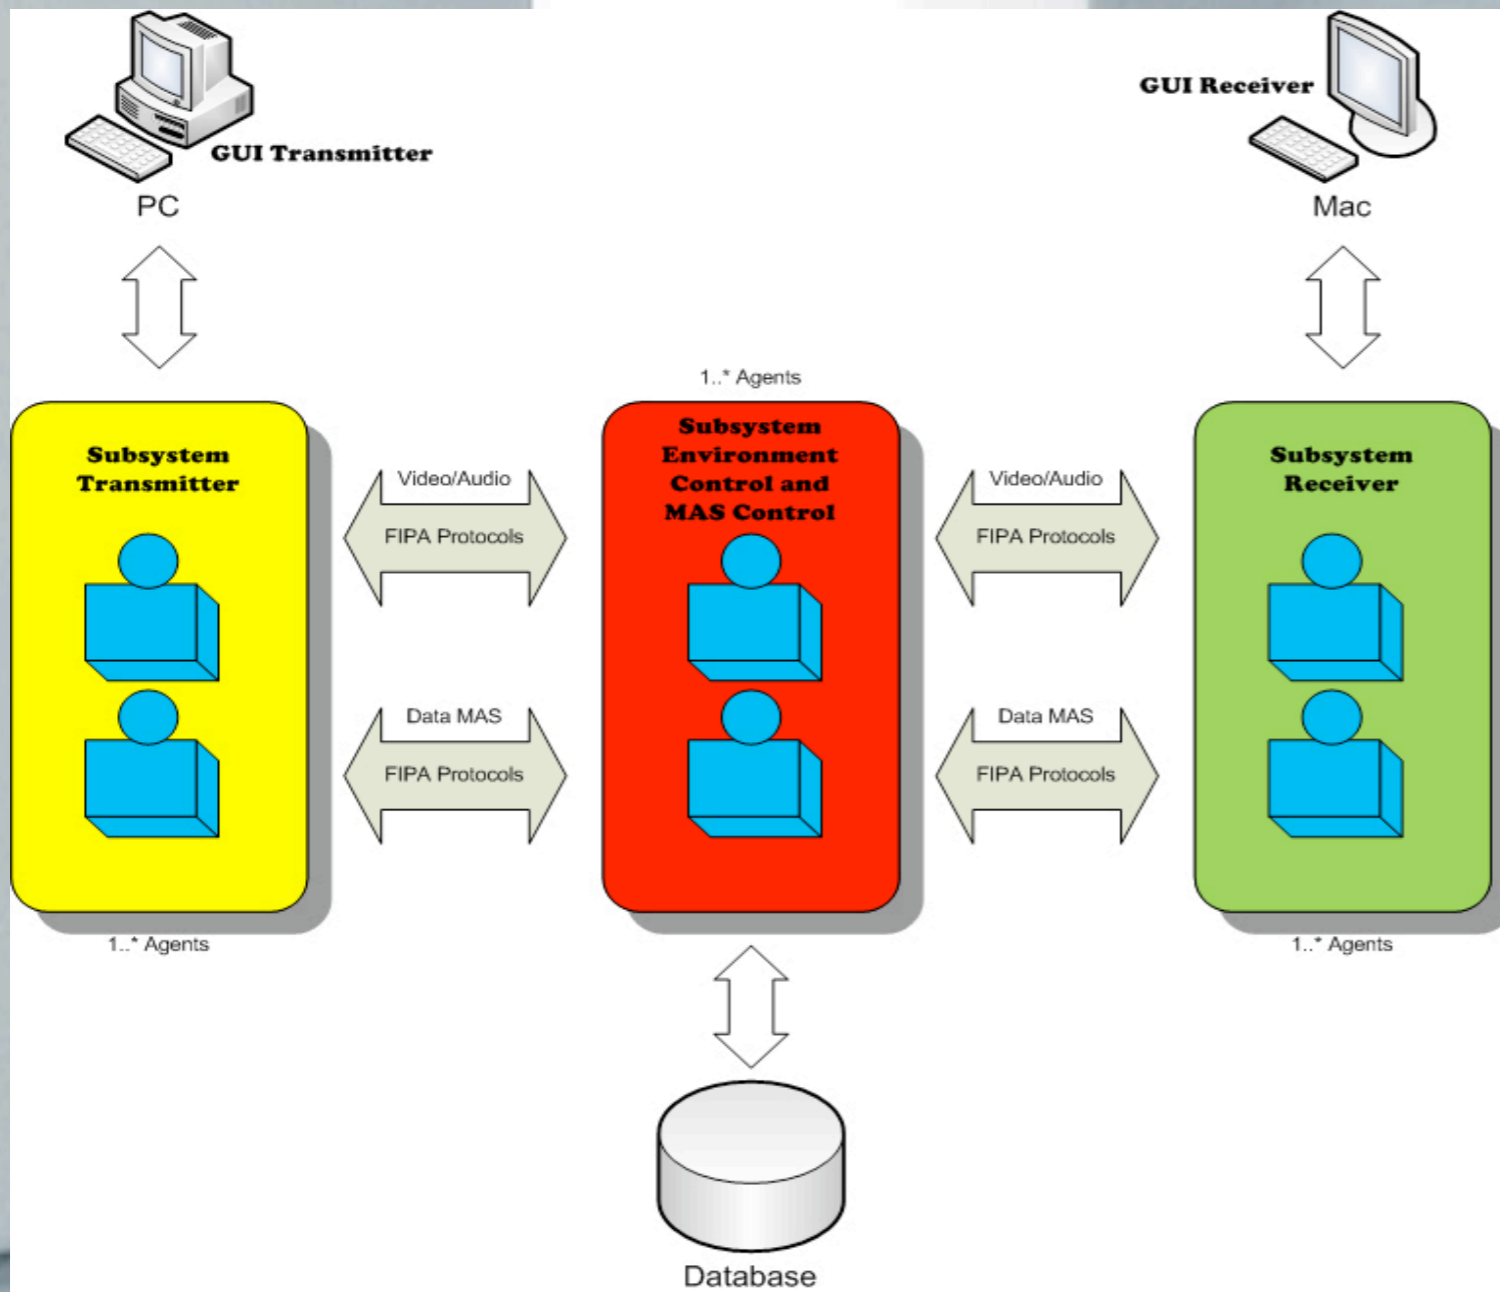 GUI Transmitter
PC
GUI Receiver
Mac
1..* Agents
Subsystem
Transmitter
Video/Audio
FIPA Protocols
Data MAS
FIPA Protocols
1..* Agents
Subsystem
Environment
Control and
MAS Control
Video/Audio
FIPA Protocols
Data MAS
FIPA Protocols
Subsystem
Receiver
1..* Agents
Database